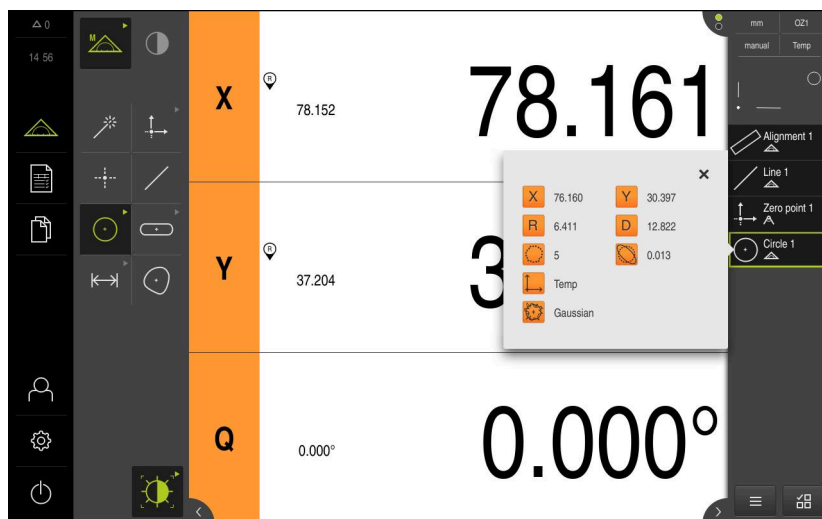 0
14 56
M
X
R
78.152
78.161
Y
R
37.204
3
Q
0.000°
0.000°
X 76.160 Y 30.397
R 6.411 D 12.822
5 0.013
Temp
Gaussian
mm OZ1
manual Temp
Alignment 1
Line 1
Zero point 1
Circle 1